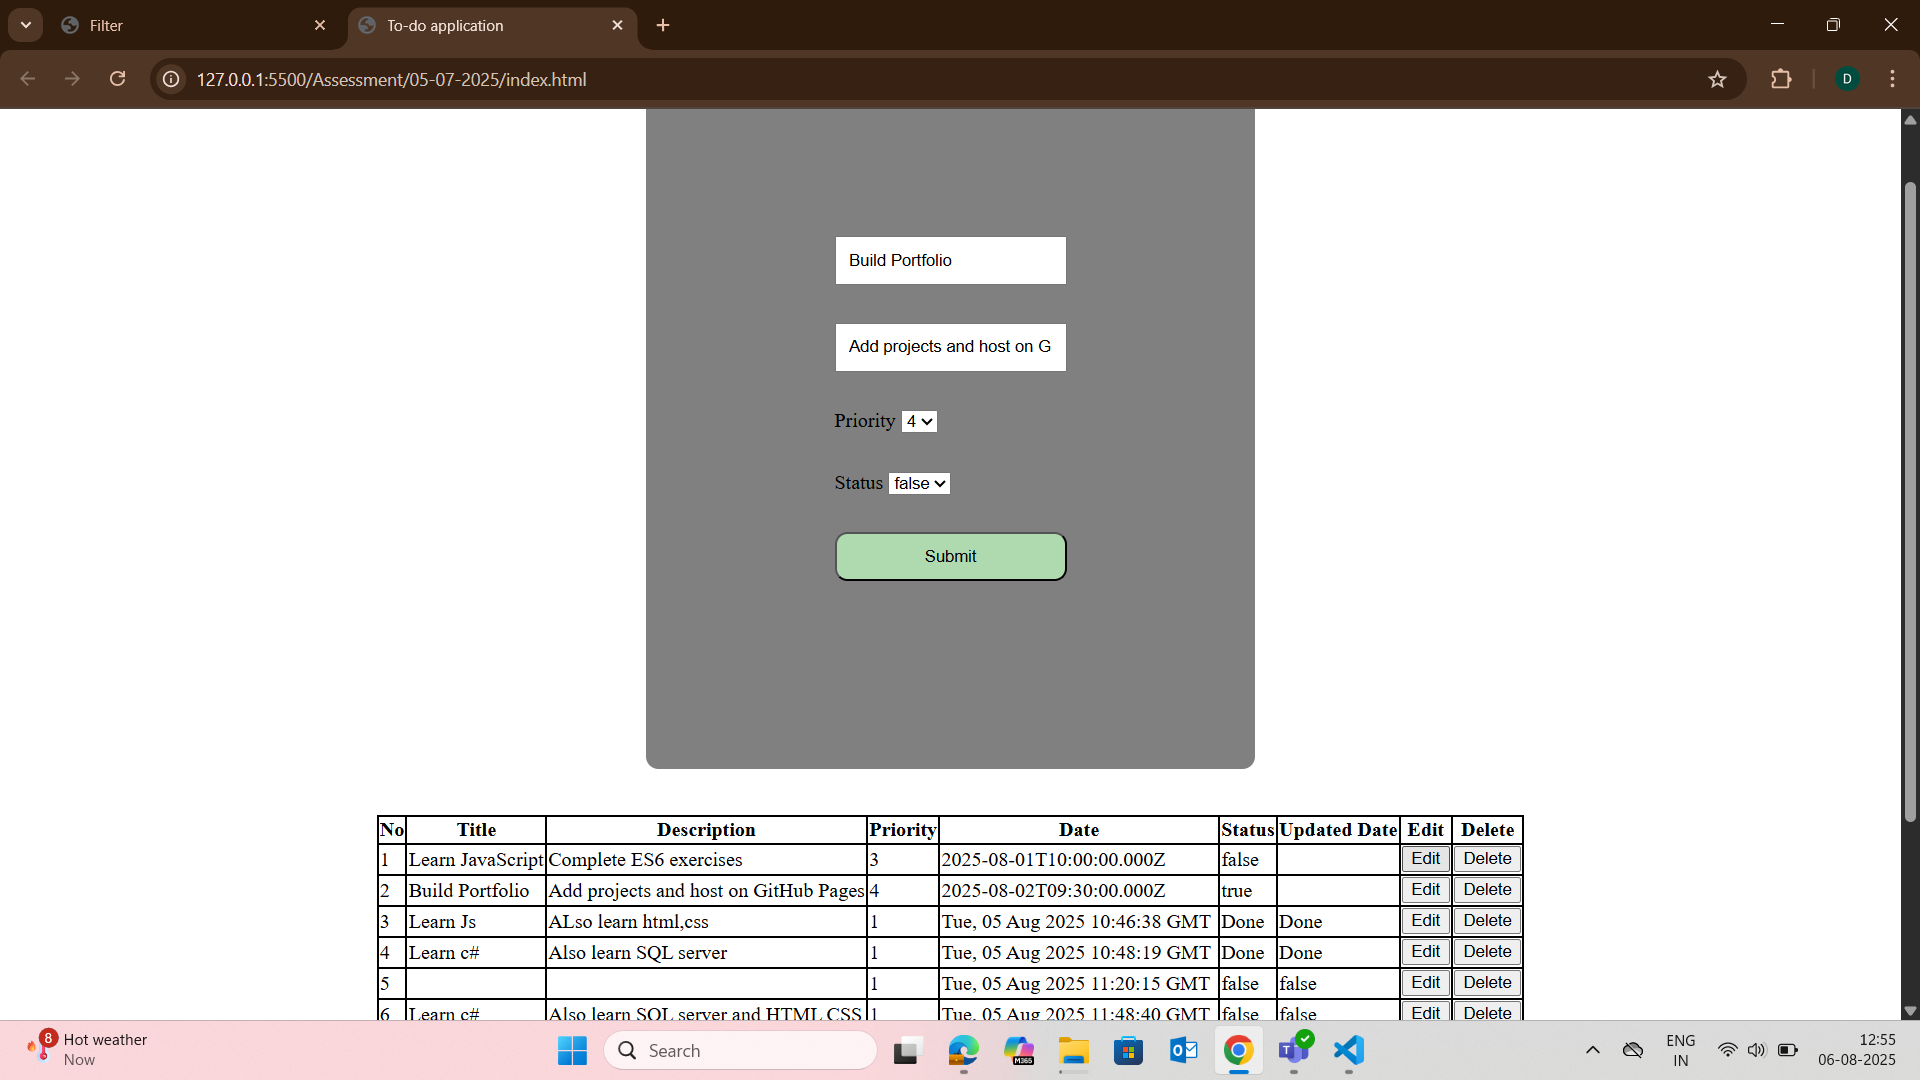 Filter
To-do application
127.0.0.1:5500/Assessment/05-07-2025/index.html
D
Build Portfolio
Add projects and host on G
Priority 4
Status false
Submit
No Title Description Priority Date Status Updated Date Edit Delete
1 Learn JavaScript Complete ES6 exercises 3 2025-08-01T10:00:00.000Z false Edit Delete
2 Build Portfolio Add projects and host on GitHub Pages 4 2025-08-02T09:30:00.000Z true Edit Delete
3 Learn Js ALso learn html,css 1 Tue, 05 Aug 2025 10:46:38 GMT Done Done Edit Delete
4 Learn c# Also learn SQL server 1 Tue, 05 Aug 2025 10:48:19 GMT Done Done Edit Delete
5 1 Tue, 05 Aug 2025 11:20:15 GMT false false Edit Delete
6 Learn c# Also learn SQL server and HTML CSS 1 Tue, 05 Aug 2025 11:48:40 GMT false false Edit Delete
8
Hot weather
Now
Search
M365
ENG
IN
12:55
06-08-2025